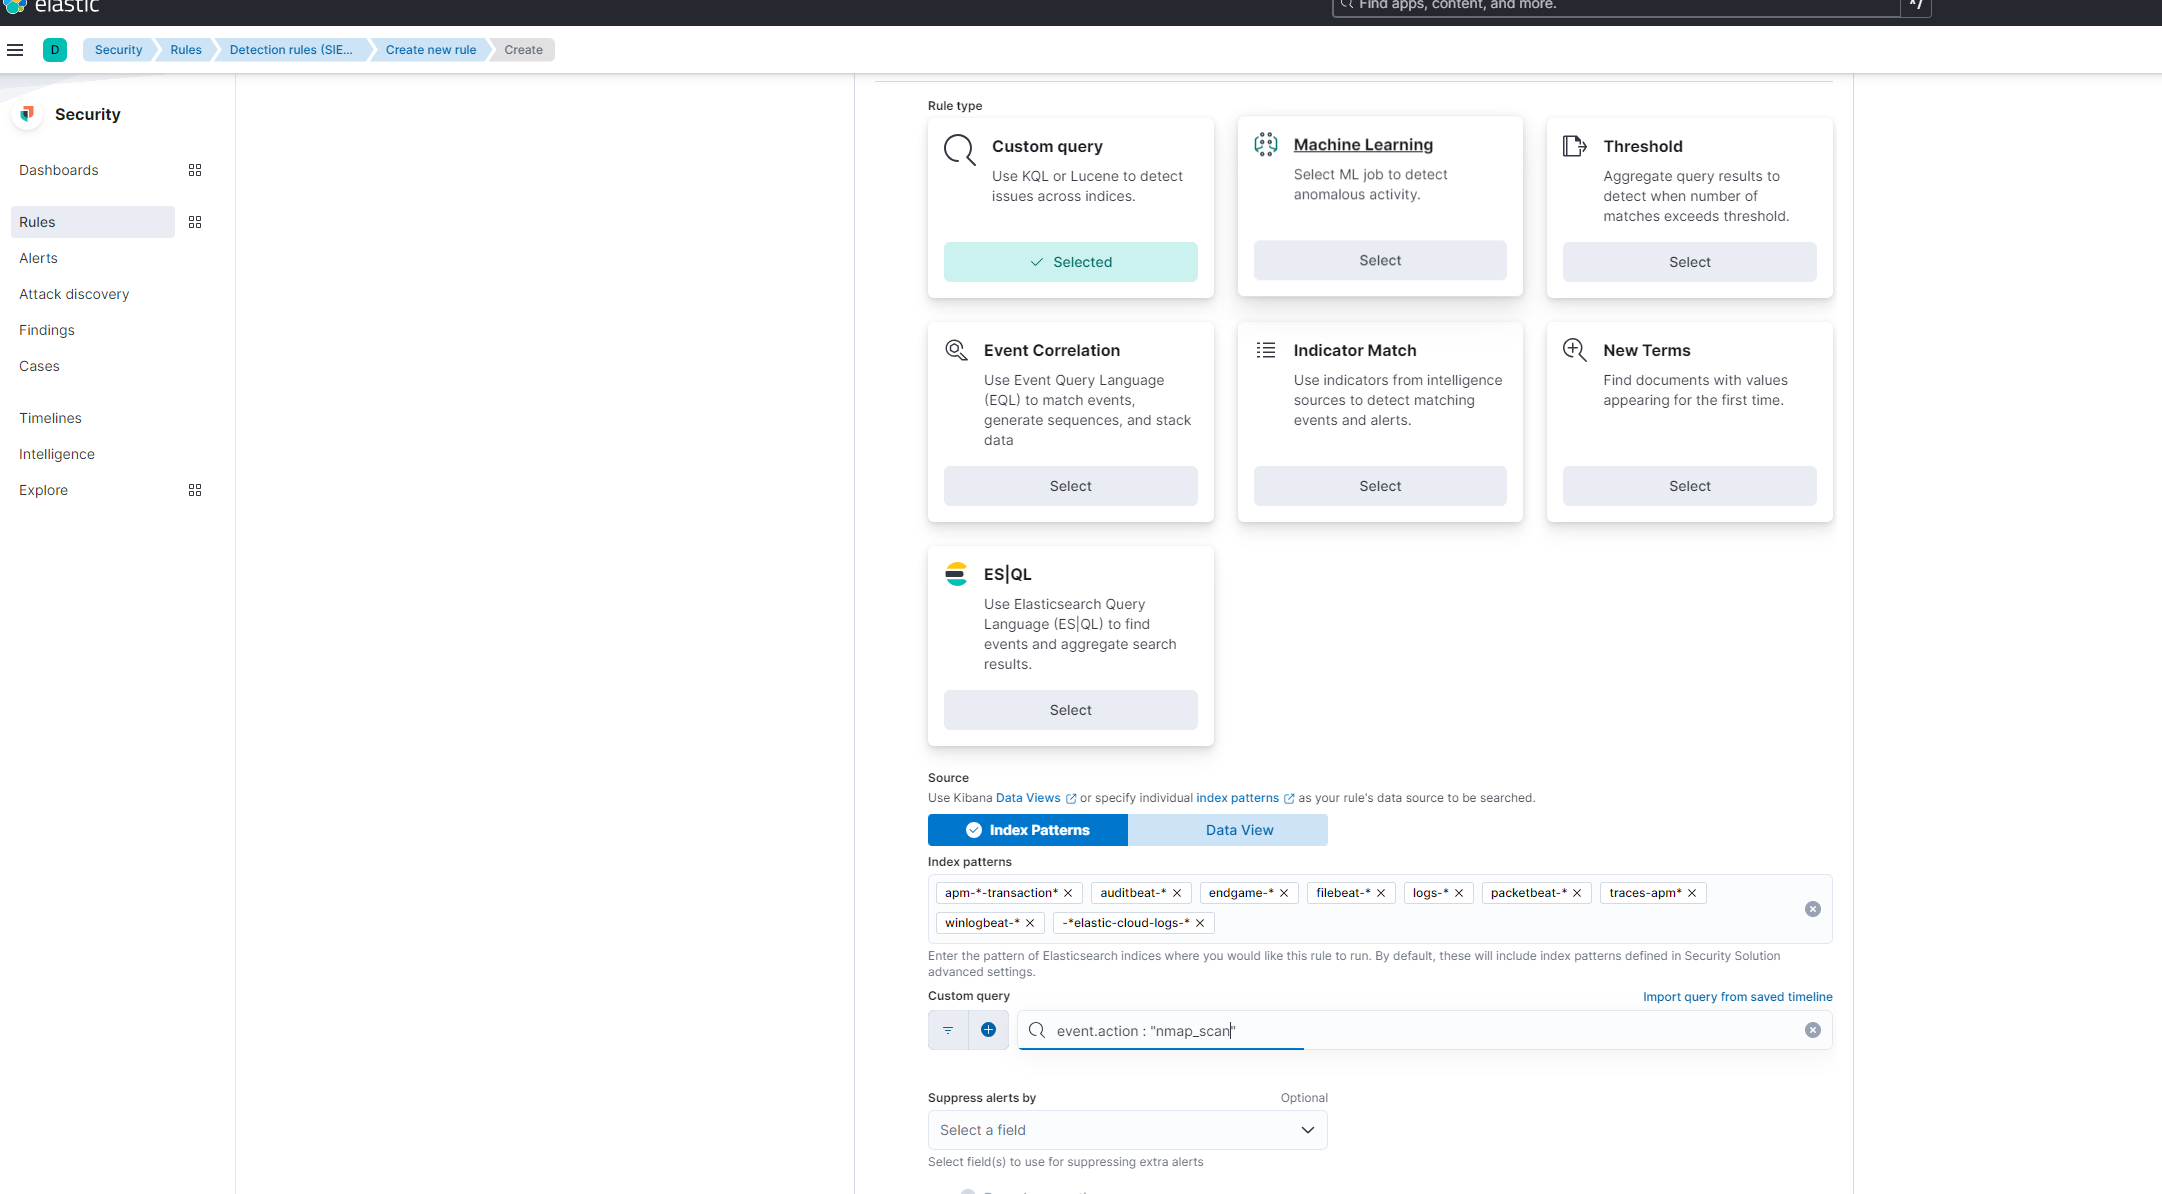 elastic
Find apps, content, and more.
^/
D
Security
Rules
Detection rules (SIE...
Create new rule
Create
Security
Dashboards
Rules
Alerts
Attack discovery
Findings
Cases
Timelines
Intelligence
Explore
Rule type
Custom query
Use KQL or Lucene to detect
issues across indices.
Selected
Machine Learning
Select ML job to detect
anomalous activity.
Select
Threshold
Aggregate query results to
detect when number of
matches exceeds threshold.
Select
Event Correlation
Use Event Query Language
(EQL) to match events,
generate sequences, and stack
data
Select
Indicator Match
Use indicators from intelligence
sources to detect matching
events and alerts.
Select
New Terms
Find documents with values
appearing for the first time.
Select
ES|QL
Use Elasticsearch Query
Language (ES|QL) to find
events and aggregate search
results.
Select
Source
Use Kibana Data Views or specify individual index patterns as your rule's data source to be searched.
Index Patterns
Data View
Index patterns
apm-*-transaction* auditbeat-* endgame-* filebeat-* logs-* packetbeat-* traces-apm*
winlogbeat-* -*elastic-cloud-logs-*
Enter the pattern of Elasticsearch indices where you would like this rule to run. By default, these will include index patterns defined in Security Solution
advanced settings.
Custom query
Import query from saved timeline
event.action : "nmap_scan"
Suppress alerts by
Optional
Select a field
Select field(s) to use for suppressing extra alerts